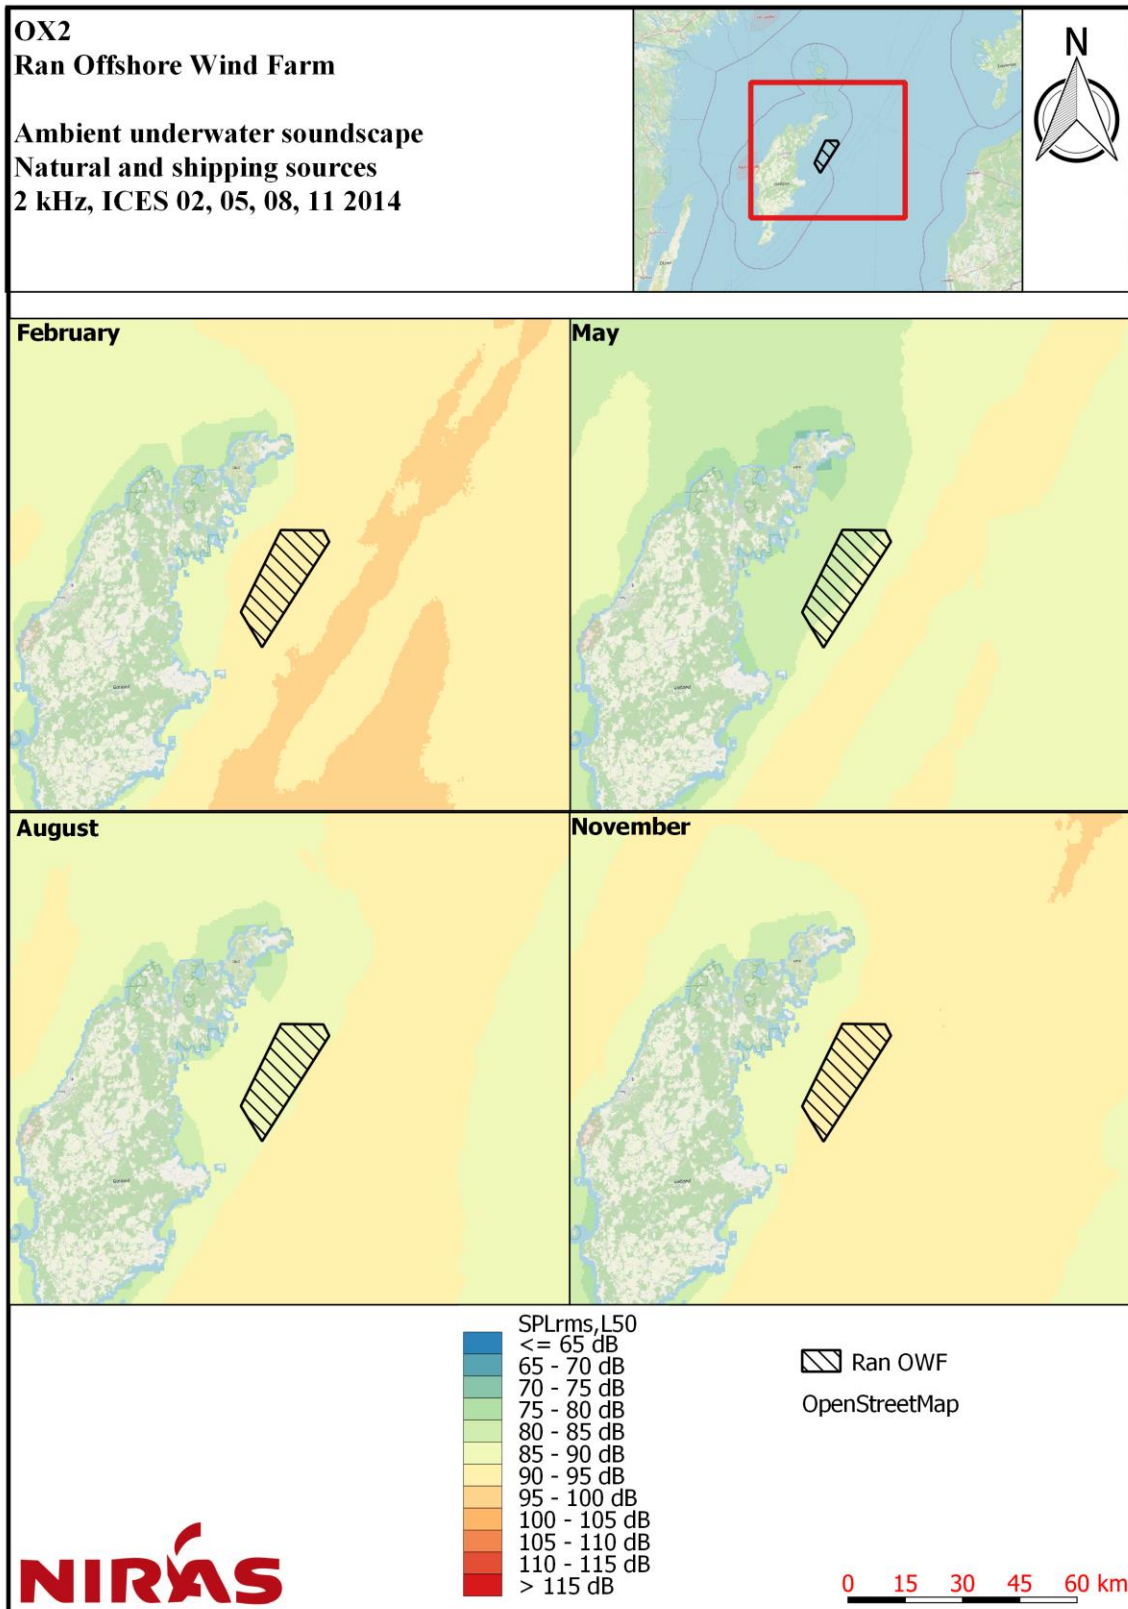 OX2
Ran Offshore Wind Farm
Ambient underwater soundscape
Natural and shipping sources
2 kHz, ICES 02, 05, 08, 11 2014
N
February
May
August
November
SPLrms,L50
<= 65 dB
65 - 70 dB
70 - 75 dB
75 - 80 dB
80 - 85 dB
85 - 90 dB
90 - 95 dB
95 - 100 dB
100 - 105 dB
105 - 110 dB
110 - 115 dB
> 115 dB
Ran OWF
OpenStreetMap
NIRAS
0 15 30 45 60 km